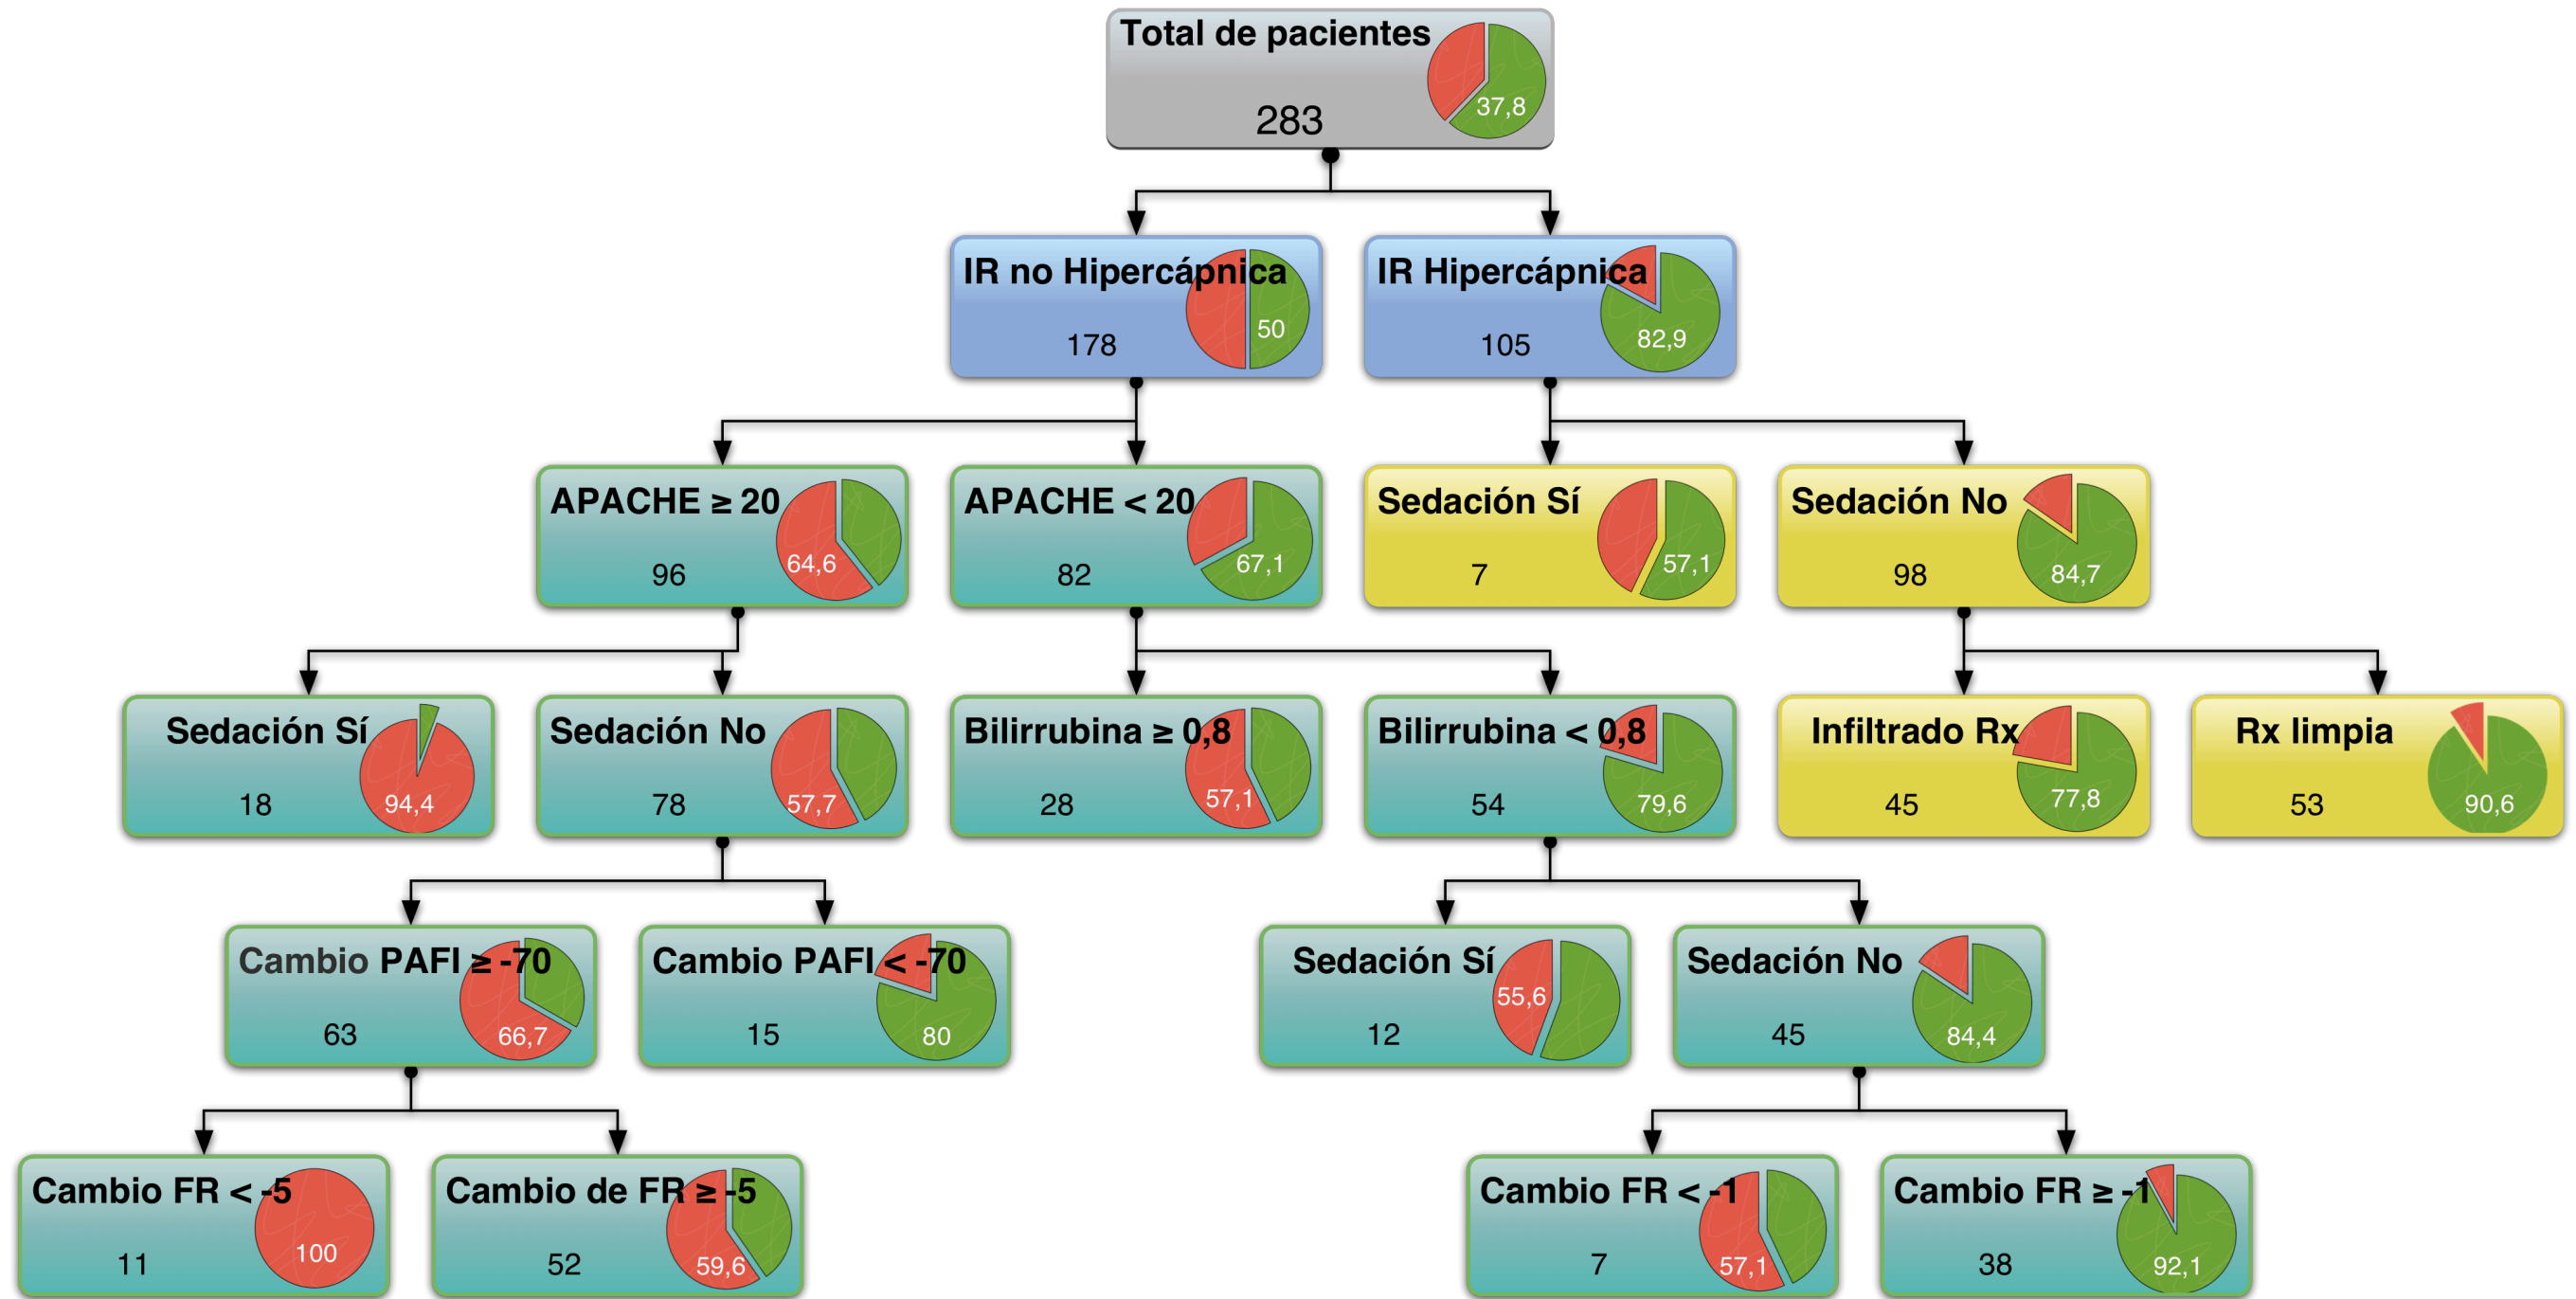 Total de pacientes
37,8
283
IR no Hipercápnica
50
178
IR Hipercápnica
82,9
105
APACHE ≥ 20
64,6
96
APACHE < 20
67,1
82
Sedación Sí
57,1
7
Sedación No
84,7
98
Sedación Sí
94,4
18
Sedación No
57,7
78
Bilirrubina ≥ 0,8
57,1
28
Bilirrubina < 0,8
79,6
54
Infiltrado Rx
77,8
45
Rx limpia
90,6
53
Cambio PAFI ≥ -70
66,7
63
Cambio PAFI < -70
80
15
Sedación Sí
55,6
12
Sedación No
84,4
45
Cambio FR < -5
100
11
Cambio de FR ≥ -5
59,6
52
Cambio FR < -1
57,1
7
Cambio FR ≥ -1
92,1
38